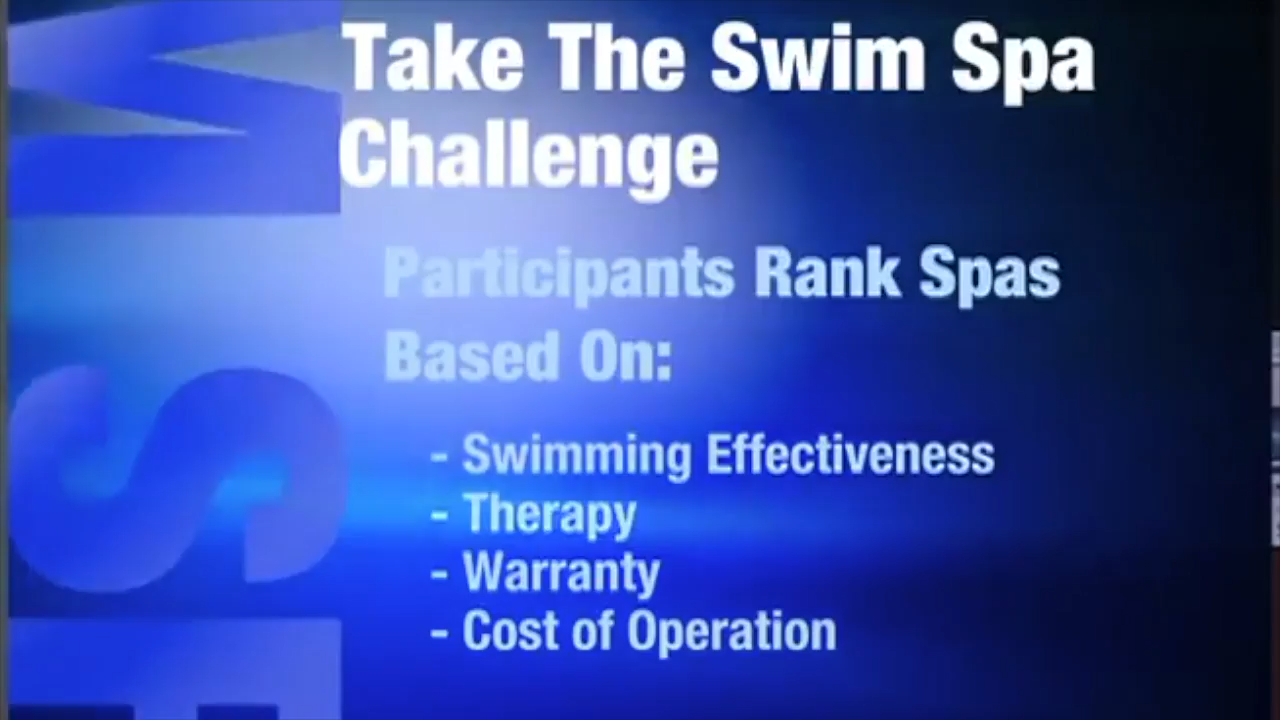 Take The Swim Spa
Challenge
Participants Rank Spas
Based On:
- Swimming Effectiveness
- Therapy
- Warranty
- Cost of Operation